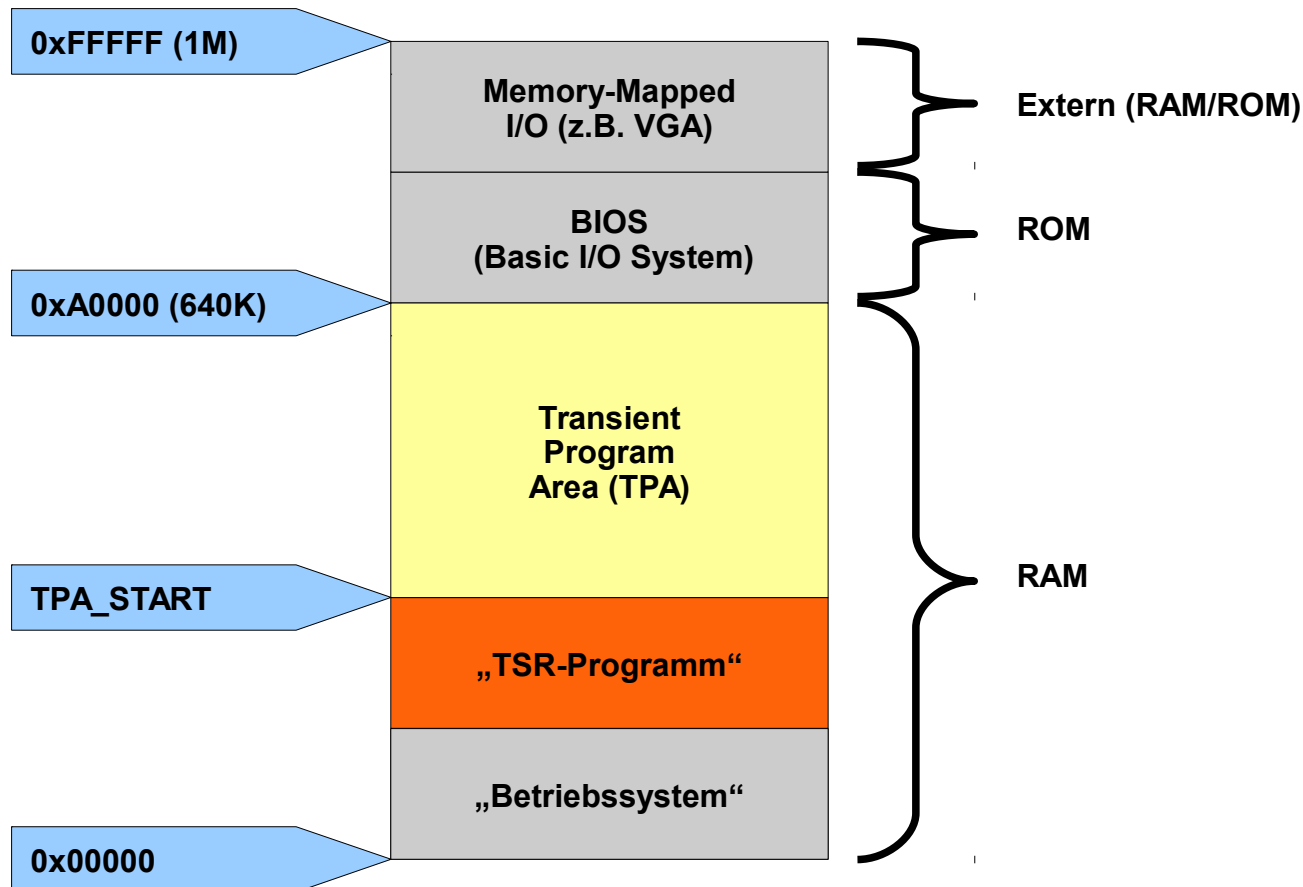 0xFFFFF (1M)
Memory-Mapped
I/O (z.B. VGA)
Extern (RAM/ROM)
BIOS
(Basic I/O System)
ROM
0xA0000 (640K)
Transient
Program
Area (TPA)
RAM
TPA_START
„TSR-Programm“
„Betriebssystem“
0x00000